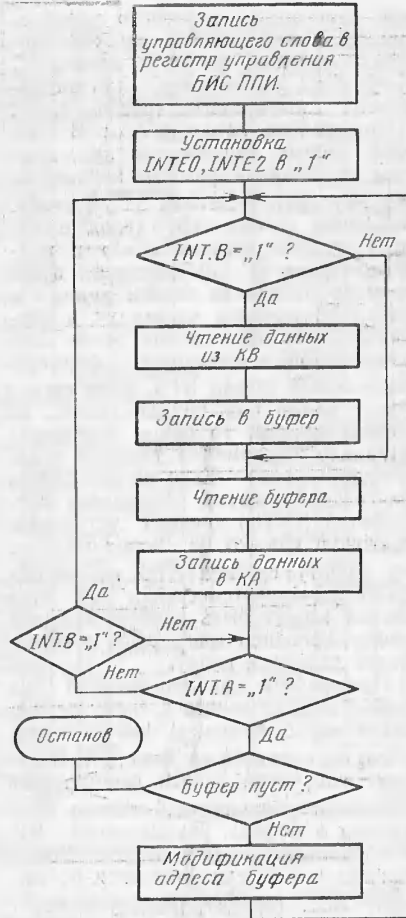 Запись
управляющего слова в
регистр управления
БИС ППИ.
Установка
INTE0, INTE2 в „1"
INT.B = „1" ?
Нет
Да
Чтение данных
из КВ
Запись в буфер
Чтение буфера
Запись данных
в КА
Да
INT.B = „1" ?
Нет
Нет
INT.A = „1" ?
Останов
Да
Буфер пуст ?
Нет
Модификация
адреса буфера